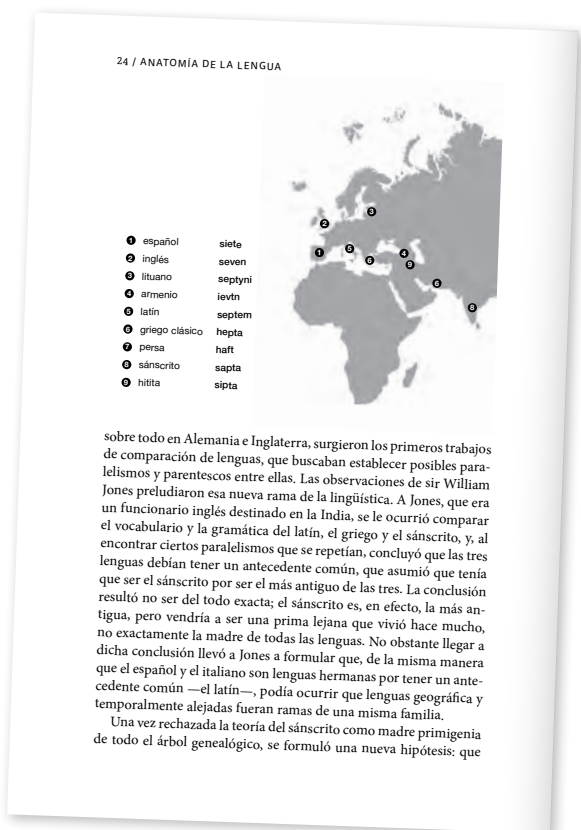 24 / ANATOMÍA DE LA LENGUA
1 español siete
2 inglés seven
3 lituano septyni
4 armenio ievtn
5 latín septem
6 griego clásico hepta
7 persa haft
8 sánscrito sapta
9 hitita sipta
2
3
1
5
6
4
9
6
8
sobre todo en Alemania e Inglaterra, surgieron los primeros trabajos
de comparación de lenguas, que buscaban establecer posibles para-
lelismos y parentescos entre ellas. Las observaciones de sir William
Jones preludiaron esa nueva rama de la lingüística. A Jones, que era
un funcionario inglés destinado en la India, se le ocurrió comparar
el vocabulario y la gramática del latín, el griego y el sánscrito, y, al
encontrar ciertos paralelismos que se repetían, concluyó que las tres
lenguas debían tener un antecedente común, que asumió que tenía
que ser el sánscrito por ser el más antiguo de las tres. La conclusión
resultó no ser del todo exacta; el sánscrito es, en efecto, la más an-
tigua, pero vendría a ser una prima lejana que vivió hace mucho,
no exactamente la madre de todas las lenguas. No obstante llegar a
dicha conclusión llevó a Jones a formular que, de la misma manera
que el español y el italiano son lenguas hermanas por tener un ante-
cedente común —el latín—, podía ocurrir que lenguas geográfica y
temporalmente alejadas fueran ramas de una misma familia.
Una vez rechazada la teoría del sánscrito como madre primigenia
de todo el árbol genealógico, se formuló una nueva hipótesis: que